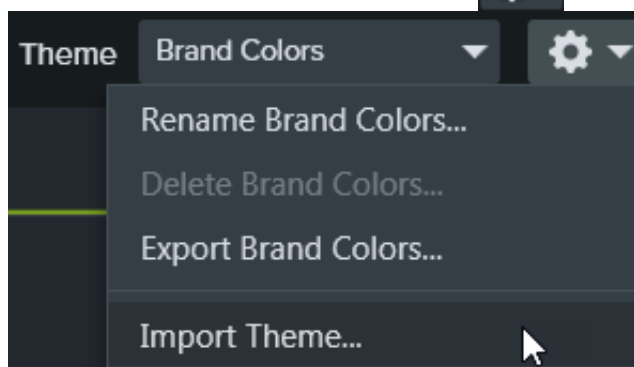 Theme Brand Colors
Rename Brand Colors...
Delete Brand Colors...
Export Brand Colors...
Import Theme...